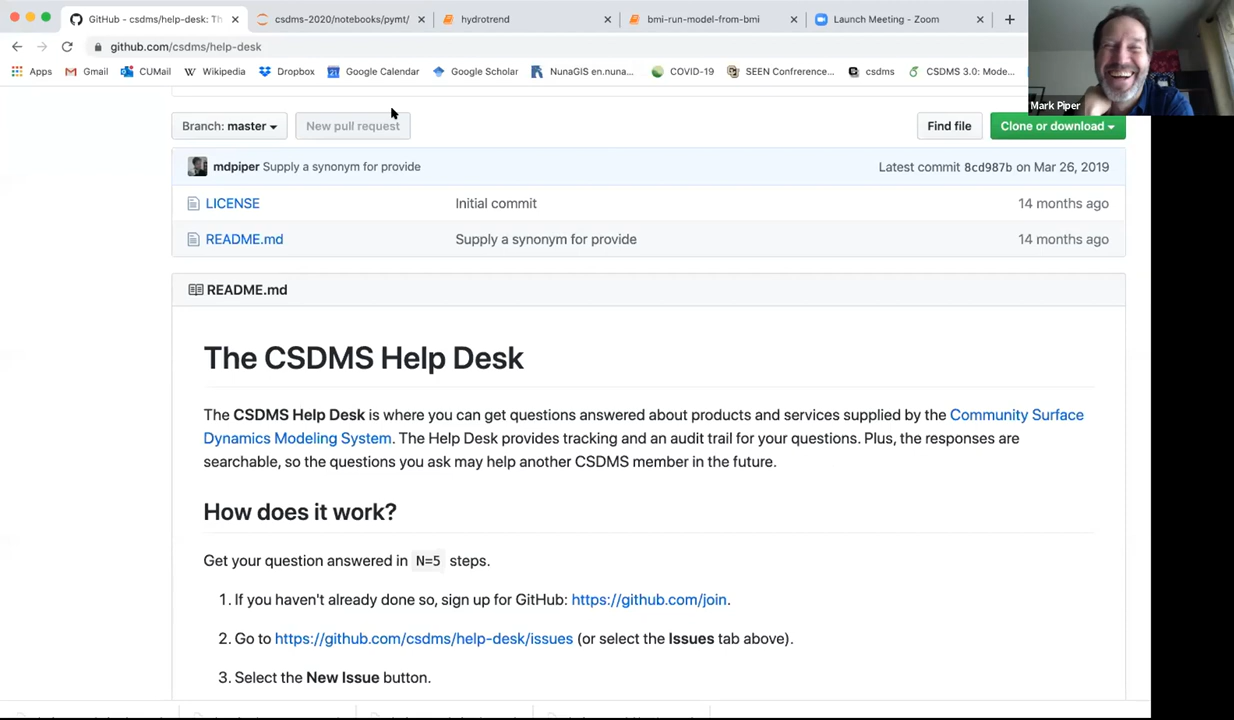 GitHub - csdms/help-desk: Th
csdms-2020/notebooks/pymt/
hydrotrend
bmi-run-model-from-bmi
Launch Meeting - Zoom
github.com/csdms/help-desk
Apps Gmail CUMail Wikipedia Dropbox Google Calendar Google Scholar NunaGIS en.nuna... COVID-19 SEEN Conferrence... csdms CSDMS 3.0: Mode...
Mark Piper
Branch: master New pull request Find file Clone or download
mdpiper Supply a synonym for provide Latest commit 8cd987b on Mar 26, 2019
LICENSE Initial commit 14 months ago
README.md Supply a synonym for provide 14 months ago
README.md
The CSDMS Help Desk
The CSDMS Help Desk is where you can get questions answered about products and services supplied by the Community Surface
Dynamics Modeling System. The Help Desk provides tracking and an audit trail for your questions. Plus, the responses are
searchable, so the questions you ask may help another CSDMS member in the future.
How does it work?
Get your question answered in N=5 steps.
1. If you haven't already done so, sign up for GitHub: https://github.com/join.
2. Go to https://github.com/csdms/help-desk/issues (or select the Issues tab above).
3. Select the New Issue button.